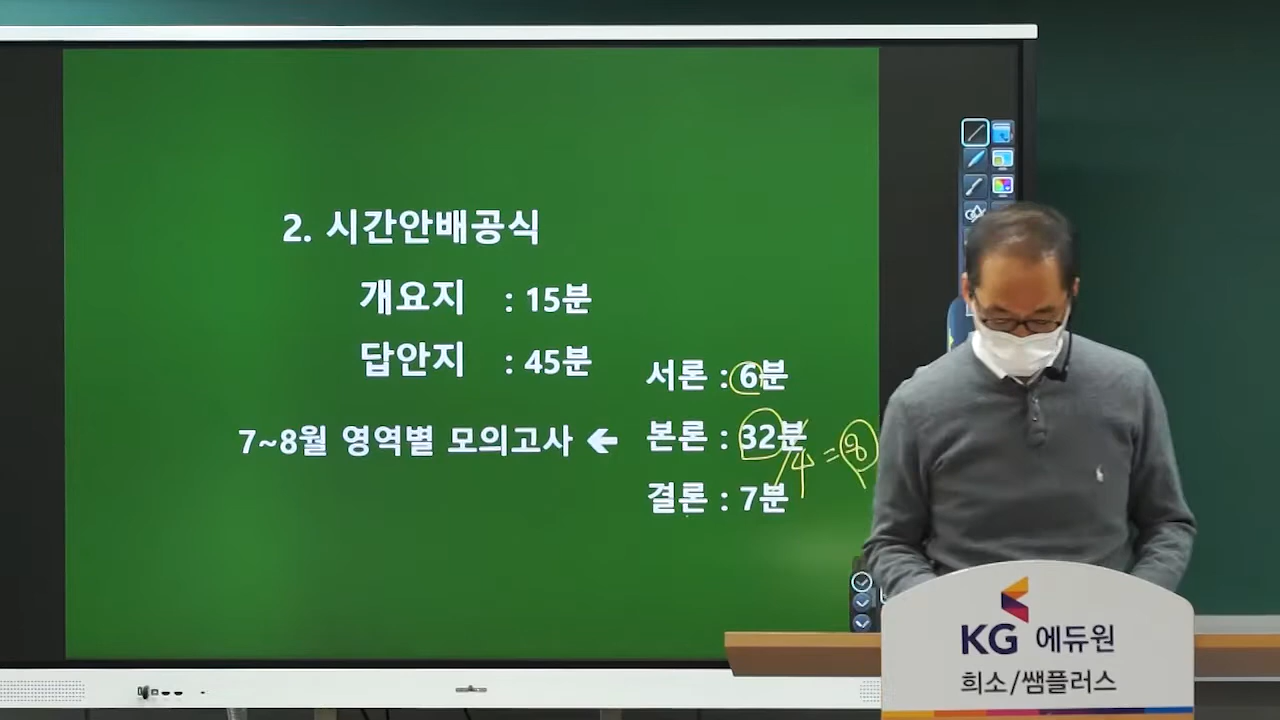 2. 시간안배공식
개요지 : 15분
답안지 : 45분
서론 : 6분
7~8월 영역별 모의고사 ← 본론 : 32분
/4 = 8
결론 : 7분
KG 에듀원
희소/쌤플러스